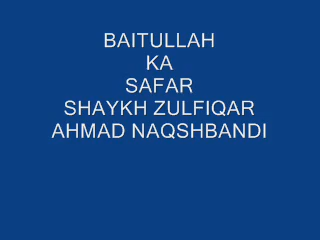 BAITULLAH
KA
SAFAR
SHAYKH ZULFIQAR
AHMAD NAQSHBANDI